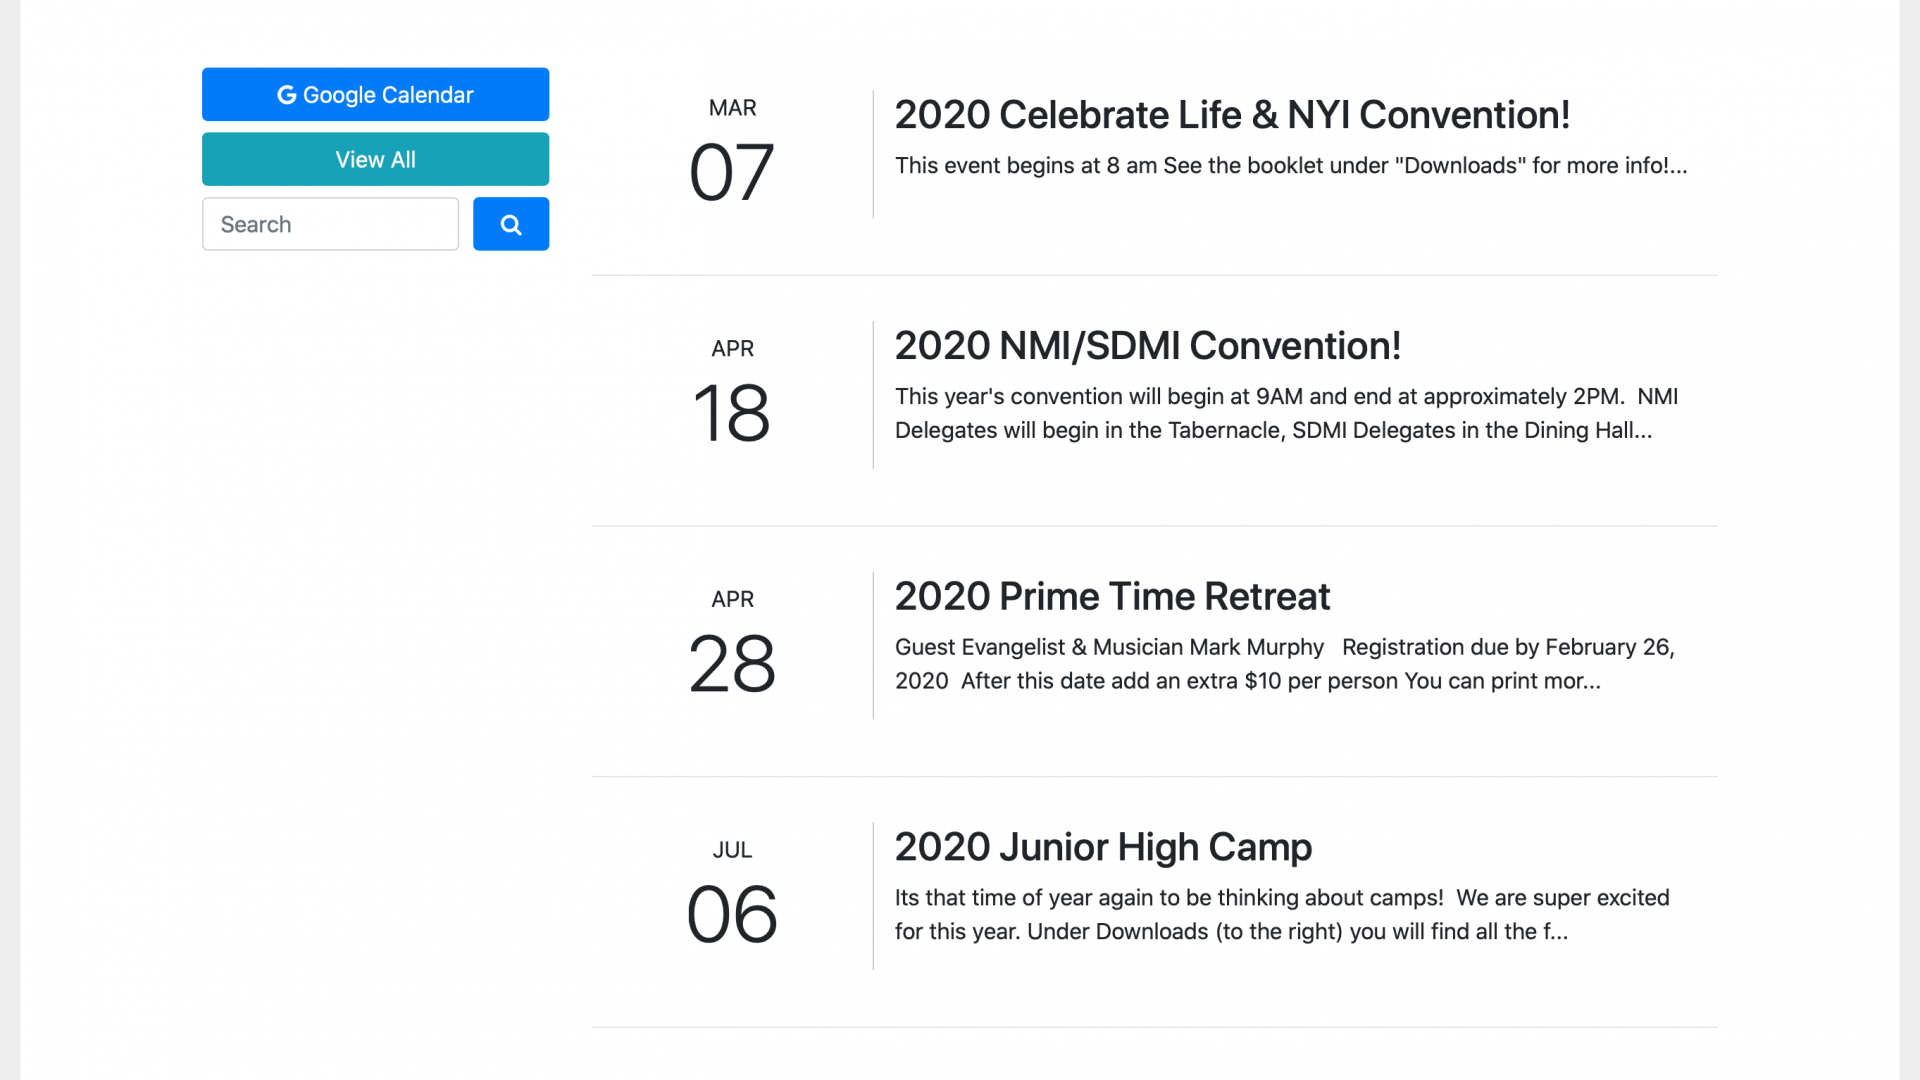 Google Calendar
View All
Search
MAR
07
2020 Celebrate Life & NYI Convention!
This event begins at 8 am See the booklet under "Downloads" for more info!...
APR
18
2020 NMI/SDMI Convention!
This year's convention will begin at 9AM and end at approximately 2PM.  NMI
Delegates will begin in the Tabernacle, SDMI Delegates in the Dining Hall...
APR
28
2020 Prime Time Retreat
Guest Evangelist & Musician Mark Murphy   Registration due by February 26,
2020  After this date add an extra $10 per person You can print mor...
JUL
06
2020 Junior High Camp
Its that time of year again to be thinking about camps!  We are super excited
for this year. Under Downloads (to the right) you will find all the f...